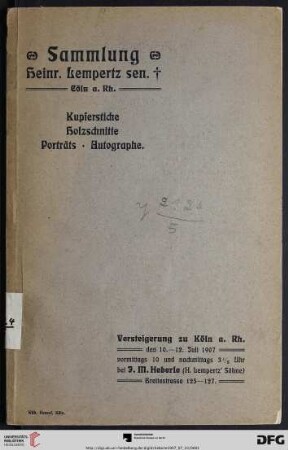 Sammlung
Heinr. Lempertz sen. †
Cöln a. Rh.
Kupferstiche
Holzschnitte
Porträts · Autographe.
Versteigerung zu Köln a. Rh.
den 10.—12. Juli 1907
vormittags 10 und nachmittags 3½ Uhr
bei J. M. Heberle (H. Lempertz' Söhne)
Breitestrasse 125—127.
4
DFG